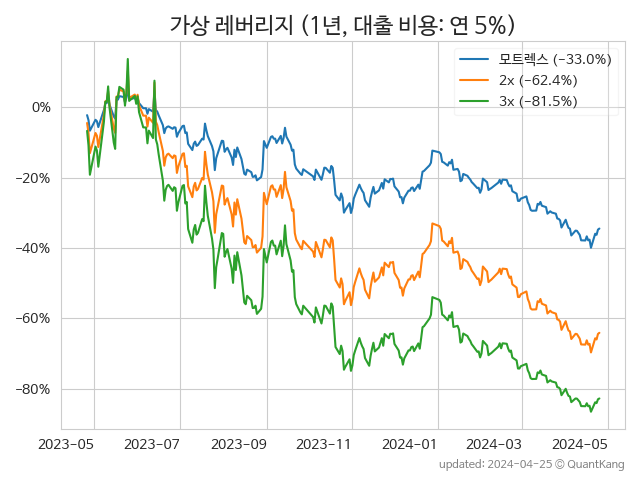 가상 레버리지 (1년, 대출 비용: 연 5%)
모트렉스 (−33.0%)
2x (−62.4%)
3x (−81.5%)
0%
−20%
−40%
−60%
−80%
2023-05 2023-07 2023-09 2023-11 2024-01 2024-03 2024-05
updated: 2024-04-25 © QuantKang